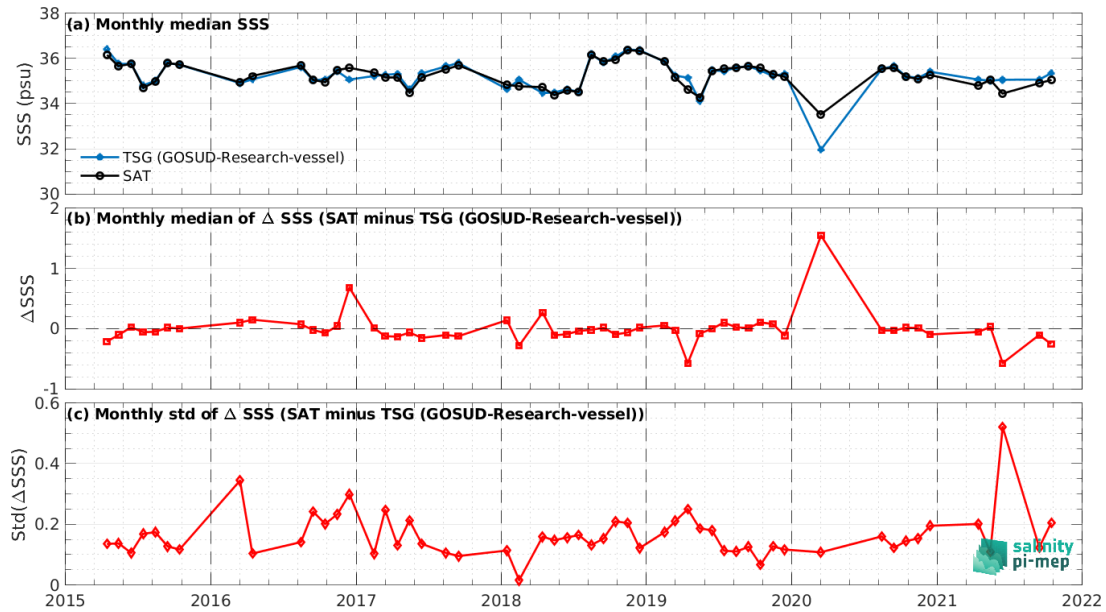 (a) Monthly median SSS
38
36
34
32
30
SSS (psu)
TSG (GOSUD-Research-vessel)
SAT
(b) Monthly median of Δ SSS (SAT minus TSG (GOSUD-Research-vessel))
2
1
0
-1
ΔSSS
(c) Monthly std of Δ SSS (SAT minus TSG (GOSUD-Research-vessel))
0.6
0.4
0.2
0
Std(ΔSSS)
salinity
pi-mep
2015 2016 2017 2018 2019 2020 2021 2022